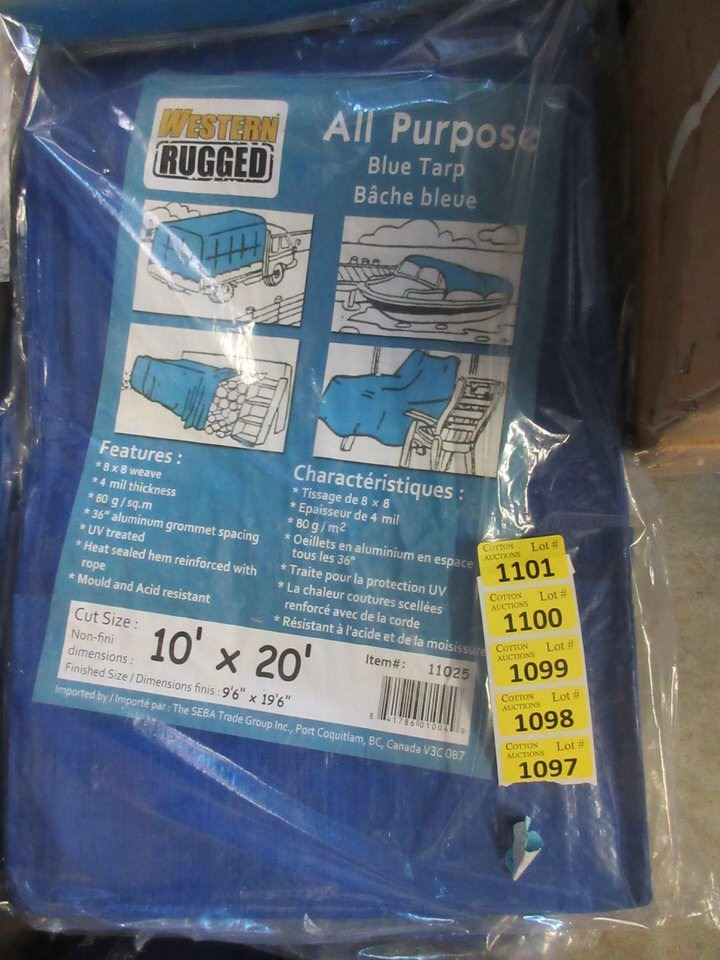 WESTERN
RUGGED
All Purpose
Blue Tarp
Bâche bleue
Features :
* 8 x 8 weave
* 4 mil thickness
* 80 g / sq.m
* 36" aluminum grommet spacing
* UV treated
* Heat sealed hem reinforced with
rope
* Mould and Acid resistant
Charactéristiques :
* Tissage de 8 x 8
* Epaisseur de 4 mil
* 80 g / m²
* Oeillets en aluminium en espace
tous les 36"
* Traite pour la protection UV
* La chaleur coutures scellées
renforcé avec de la corde
* Résistant à l'acide et de la moisissure
Cut Size :
Non-fini
dimensions :
10' x 20'
Finished Size / Dimensions finis : 9'6" x 19'6"
Item#: 11025
Imported by / Importé par : The SEBA Trade Group Inc., Port Coquitlam, BC, Canada V3C 0B7
COTTON AUCTIONS Lot #
1101
COTTON AUCTIONS Lot #
1100
COTTON AUCTIONS Lot #
1099
COTTON AUCTIONS Lot #
1098
COTTON AUCTIONS Lot #
1097